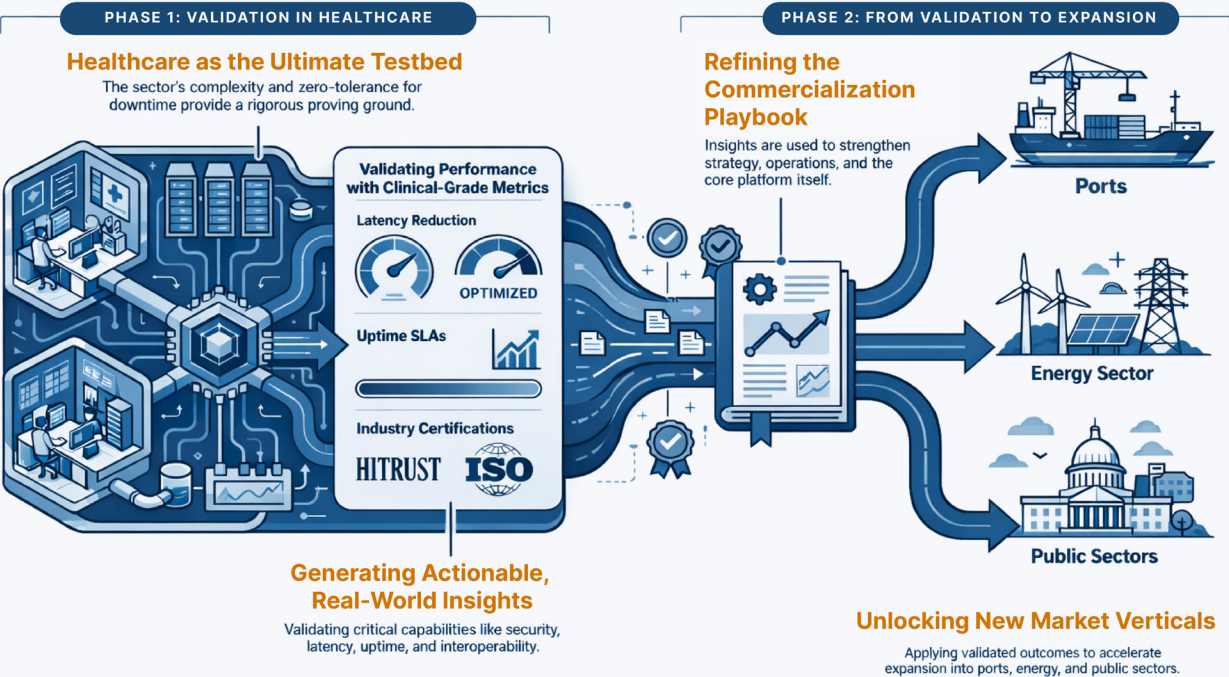 PHASE 1: VALIDATION IN HEALTHCARE
Healthcare as the Ultimate Testbed
The sector's complexity and zero-tolerance for
downtime provide a rigorous proving ground.
Validating Performance
with Clinical-Grade Metrics
Latency Reduction
OPTIMIZED
Uptime SLAs
Industry Certifications
HITRUST
ISO
Generating Actionable,
Real-World Insights
Validating critical capabilities like security,
latency, uptime, and interoperability.
PHASE 2: FROM VALIDATION TO EXPANSION
Refining the
Commercialization
Playbook
Insights are used to strengthen
strategy, operations, and the
core platform itself.
Ports
Energy Sector
Public Sectors
Unlocking New Market Verticals
Applying validated outcomes to accelerate
expansion into ports, energy, and public sectors.